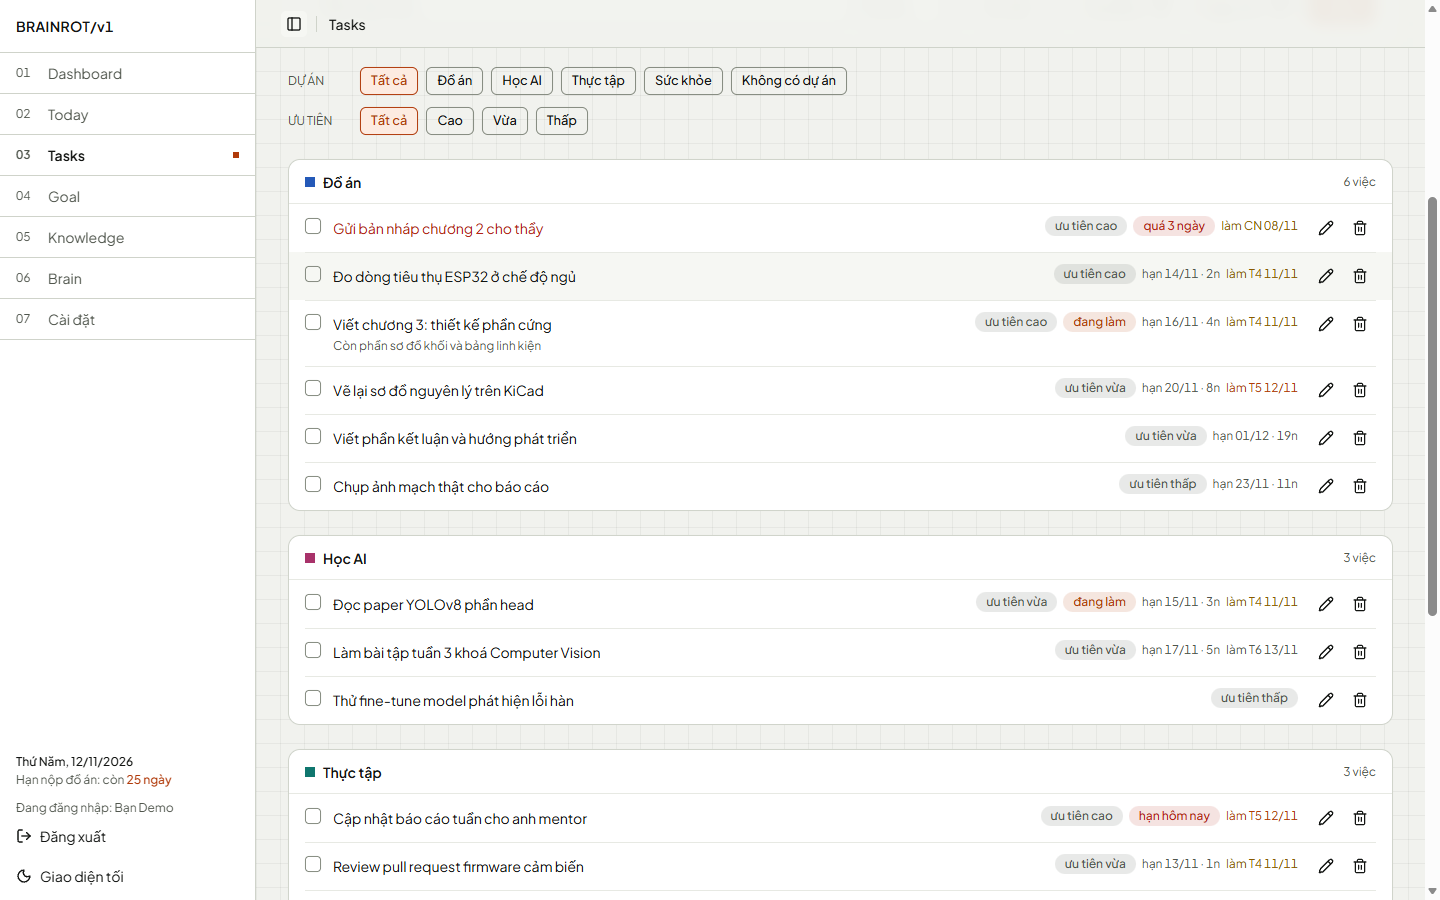 BRAINROT/v1
01 Dashboard
02 Today
03 Tasks
04 Goal
05 Knowledge
06 Brain
07 Cài đặt
Thứ Năm, 12/11/2026
Hạn nộp đồ án: còn 25 ngày
Đang đăng nhập: Bạn Demo
Đăng xuất
Giao diện tối
Tasks
DỰ ÁN Tất cả Đồ án Học AI Thực tập Sức khỏe Không có dự án
ƯU TIÊN Tất cả Cao Vừa Thấp
Đồ án 6 việc
Gửi bản nháp chương 2 cho thầy ưu tiên cao quá 3 ngày làm CN 08/11
Đo dòng tiêu thụ ESP32 ở chế độ ngủ ưu tiên cao hạn 14/11 · 2n làm T4 11/11
Viết chương 3: thiết kế phần cứng ưu tiên cao đang làm hạn 16/11 · 4n làm T4 11/11
Còn phần sơ đồ khối và bảng linh kiện
Vẽ lại sơ đồ nguyên lý trên KiCad ưu tiên vừa hạn 20/11 · 8n làm T5 12/11
Viết phần kết luận và hướng phát triển ưu tiên vừa hạn 01/12 · 19n
Chụp ảnh mạch thật cho báo cáo ưu tiên thấp hạn 23/11 · 11n
Học AI 3 việc
Đọc paper YOLOv8 phần head ưu tiên vừa đang làm hạn 15/11 · 3n làm T4 11/11
Làm bài tập tuần 3 khoá Computer Vision ưu tiên vừa hạn 17/11 · 5n làm T6 13/11
Thử fine-tune model phát hiện lỗi hàn ưu tiên thấp
Thực tập 3 việc
Cập nhật báo cáo tuần cho anh mentor ưu tiên cao hạn hôm nay làm T5 12/11
Review pull request firmware cảm biến ưu tiên vừa hạn 13/11 · 1n làm T4 11/11